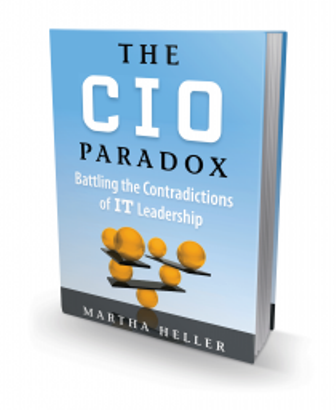 THE
CIO
PARADOX
Battling the Contradictions
of IT Leadership
MARTHA HELLER